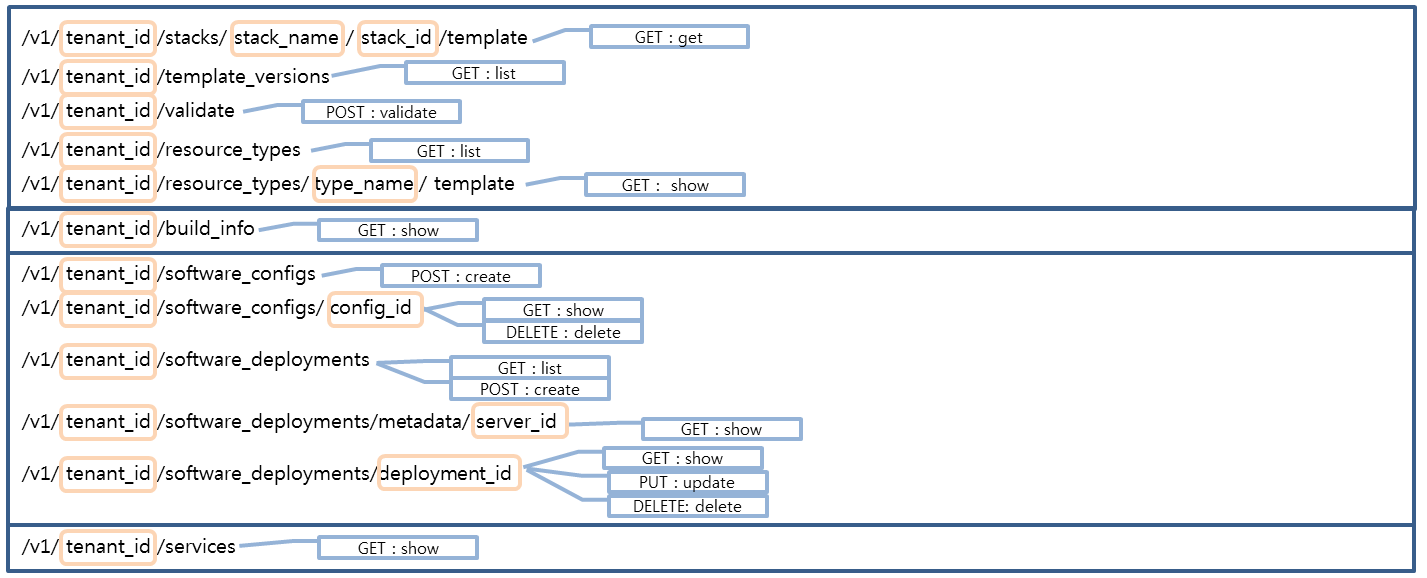 /v1/ tenant_id /stacks/ stack_name / stack_id /template GET : get
/v1/ tenant_id /template_versions GET : list
/v1/ tenant_id /validate POST : validate
/v1/ tenant_id /resource_types GET : list
/v1/ tenant_id /resource_types/ type_name / template GET : show
/v1/ tenant_id /build_info GET : show
/v1/ tenant_id /software_configs POST : create
/v1/ tenant_id /software_configs/ config_id GET : show
DELETE : delete
/v1/ tenant_id /software_deployments GET : list
POST : create
/v1/ tenant_id /software_deployments/metadata/ server_id GET : show
/v1/ tenant_id /software_deployments/ deployment_id GET : show
PUT : update
DELETE: delete
/v1/ tenant_id /services GET : show